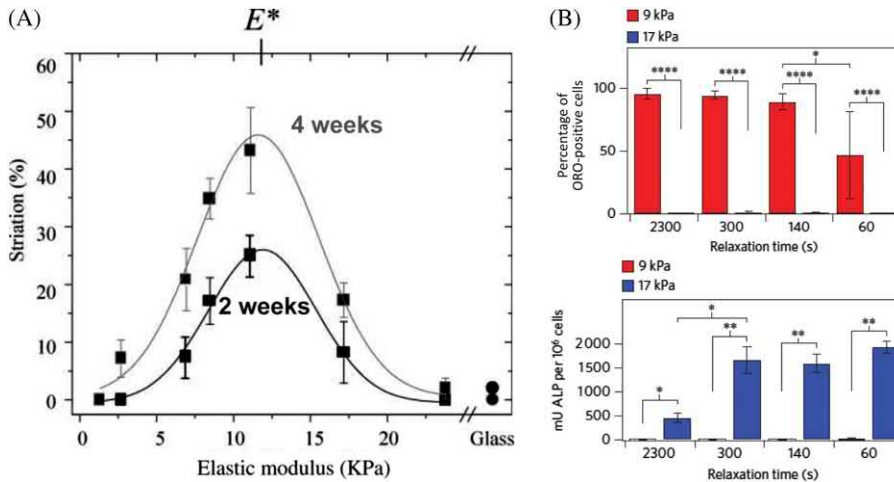 (A)
E*
60
50
40
30
20
10
0
Striation (%)
4 weeks
2 weeks
0
5
10
15
20
Glass
Elastic modulus (KPa)
(B)
9 kPa
17 kPa
100
50
0
Percentage of
ORO-positive cells
****
****
*
****
****
2300
300
140
60
Relaxation time (s)
9 kPa
17 kPa
2000
1500
1000
500
0
mU ALP per 10⁶ cells
*
*
**
**
**
2300
300
140
60
Relaxation time (s)